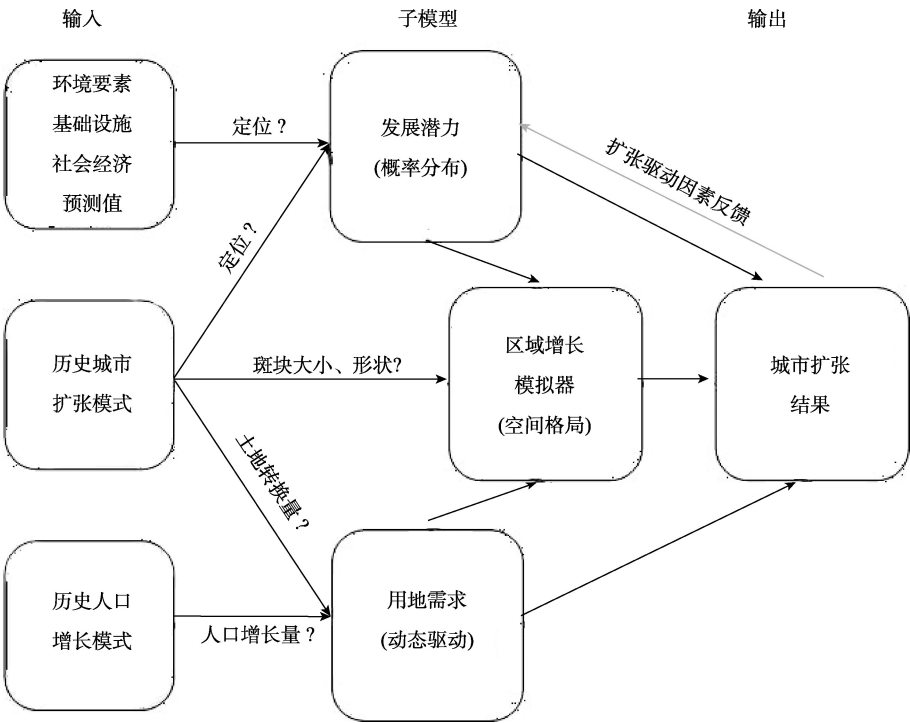 输入
子模型
输出
环境要素
基础设施
社会经济
预测值
定位？
发展潜力
(概率分布)
扩张驱动因素反馈
定位？
历史城市
扩张模式
斑块大小、形状?
区域增长
模拟器
(空间格局)
城市扩张
结果
土地转换量？
历史人口
增长模式
人口增长量？
用地需求
(动态驱动)